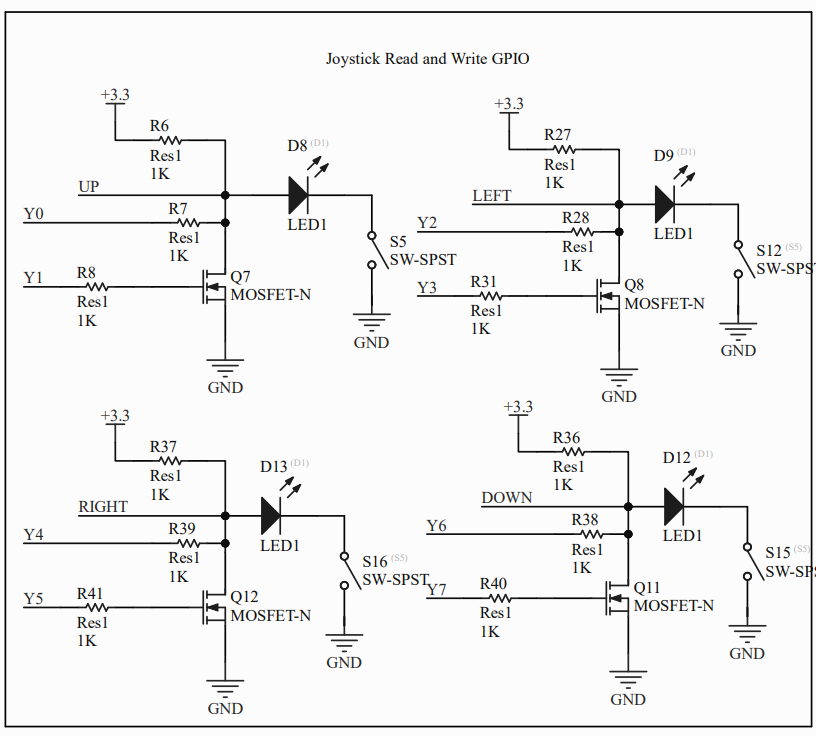 Joystick Read and Write GPIO
+3.3
R6
Res1
1K
D8 (D1)
LED1
UP
Y0
R7
Res1
1K
Y1
R8
Res1
1K
Q7
MOSFET-N
GND
S5
SW-SPST
GND
+3.3
R27
Res1
1K
D9 (D1)
LED1
LEFT
Y2
R28
Res1
1K
Y3
R31
Res1
1K
Q8
MOSFET-N
GND
S12 (S5)
SW-SPST
GND
+3.3
R37
Res1
1K
D13 (D1)
LED1
RIGHT
Y4
R39
Res1
1K
Y5
R41
Res1
1K
Q12
MOSFET-N
GND
S16 (S5)
SW-SPST
GND
+3.3
R36
Res1
1K
D12 (D1)
LED1
DOWN
Y6
R38
Res1
1K
Y7
R40
Res1
1K
Q11
MOSFET-N
GND
S15 (S5)
SW-SPS
GND